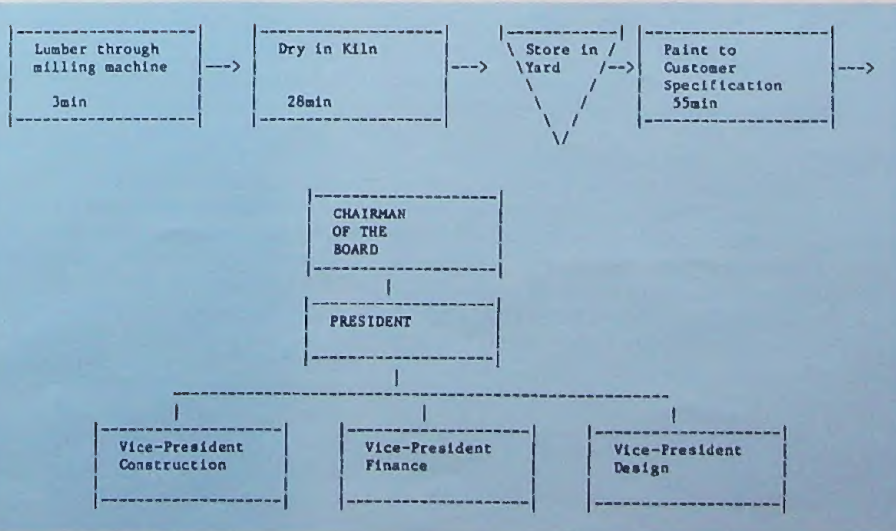 Lumber through
milling machine
3min
Dry in Kiln
28min
Store in
Yard
Paint to
Customer
Specification
55min
CHAIRMAN
OF THE
BOARD
PRESIDENT
Vice-President
Construction
Vice-President
Finance
Vice-President
Design